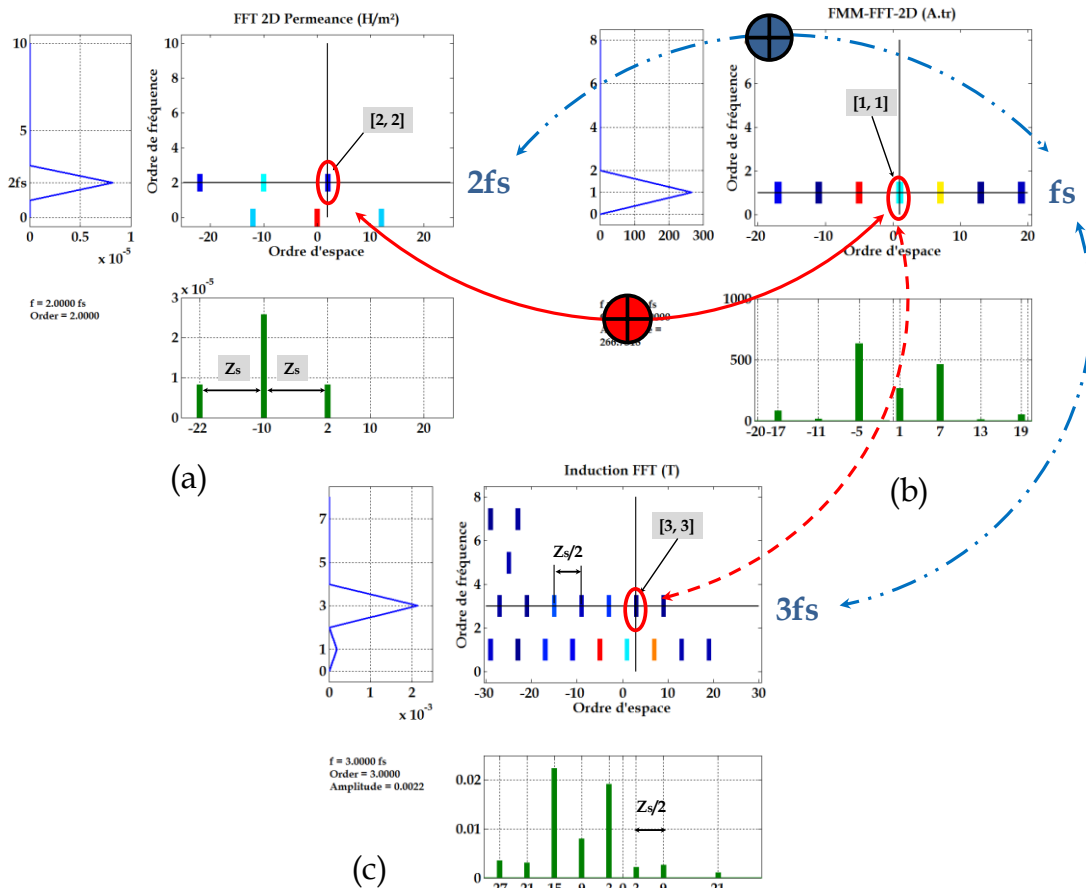 FFT 2D Permeance (H/m²)
Ordre de fréquence
10
5
2fs
0
0
0.5
1
x 10⁻⁵
10
8
6
4
2
0
-20
-10
0
10
20
Ordre d'espace
[2, 2]
2fs
f = 2.0000 fs
Order = 2.0000
x 10⁻⁵
3
2
1
0
Zs
Zs
-22
-10
2
10
20
(a)
FMM-FFT-2D (A.tr)
Ordre de fréquence
8
6
4
2
1
0
0
100
200
300
8
6
4
2
0
-20
-10
0
10
20
Ordre d'espace
[1, 1]
fs
1000
500
0
-20
-17
-11
-5
1
7
13
19
(b)
Induction FFT (T)
Ordre de fréquence
7
5
3
1
0
0
1
2
x 10⁻³
8
6
4
2
0
-30
-20
-10
0
10
20
30
Ordre d'espace
Zs/2
[3, 3]
3fs
f = 3.0000 fs
Order = 3.0000
Amplitude = 0.0022
0.02
0.01
0
Zs/2
(c)